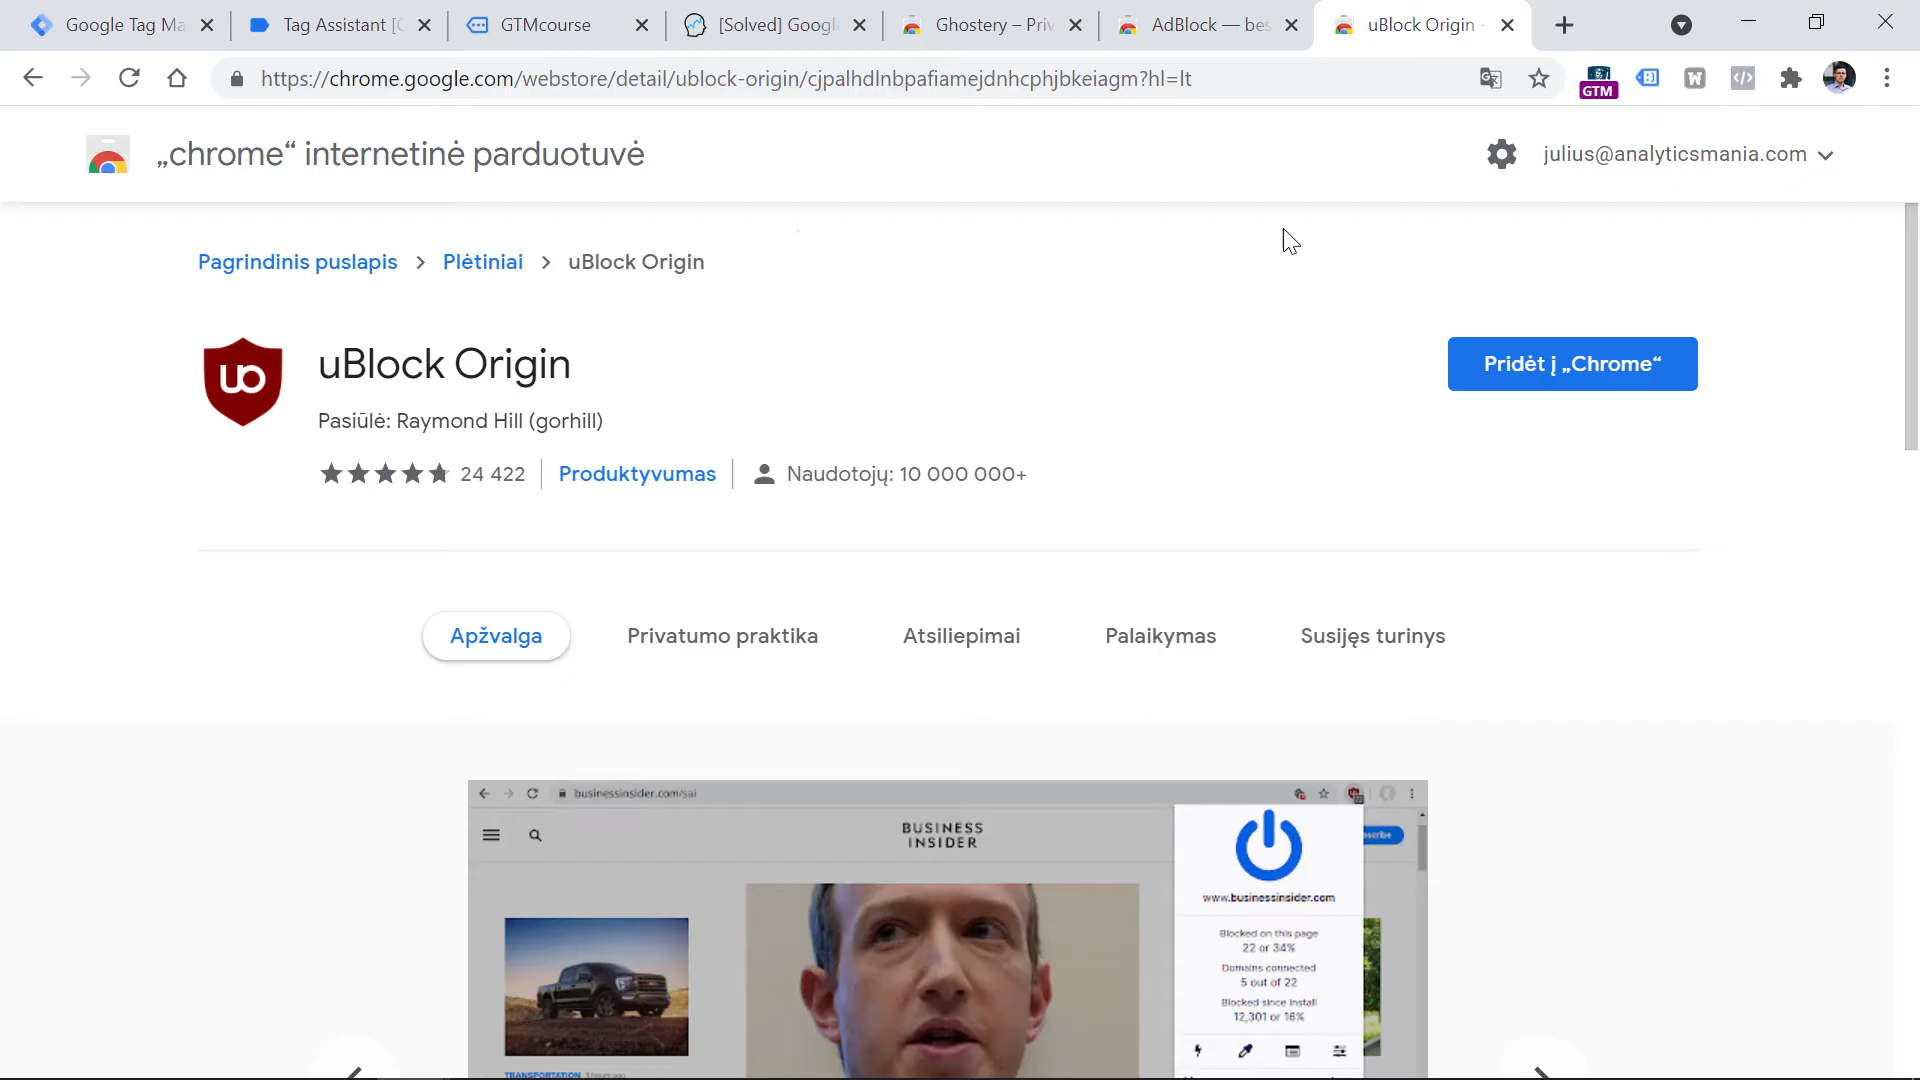 Google Tag Ma
Tag Assistant [C
GTMcourse
[Solved] Google
Ghostery – Priv
AdBlock — bes
uBlock Origin -
https://chrome.google.com/webstore/detail/ublock-origin/cjpalhdlnbpafiamejdnhcphjbkeiagm?hl=lt
GTM
W
„chrome“ internetinė parduotuvė
julius@analyticsmania.com
Pagrindinis puslapis > Plėtiniai > uBlock Origin
uBlock Origin
Pridėt į „Chrome“
Pasiūlė: Raymond Hill (gorhill)
24 422
Produktyvumas
Naudotojų: 10 000 000+
Apžvalga
Privatumo praktika
Atsiliepimai
Palaikymas
Susijęs turinys
businessinsider.com/sai
BUSINESS
INSIDER
www.businessinsider.com
Blocked on this page
22 or 34%
Domains connected
5 out of 22
Blocked since install
12,301 or 16%
TRANSPORTATION